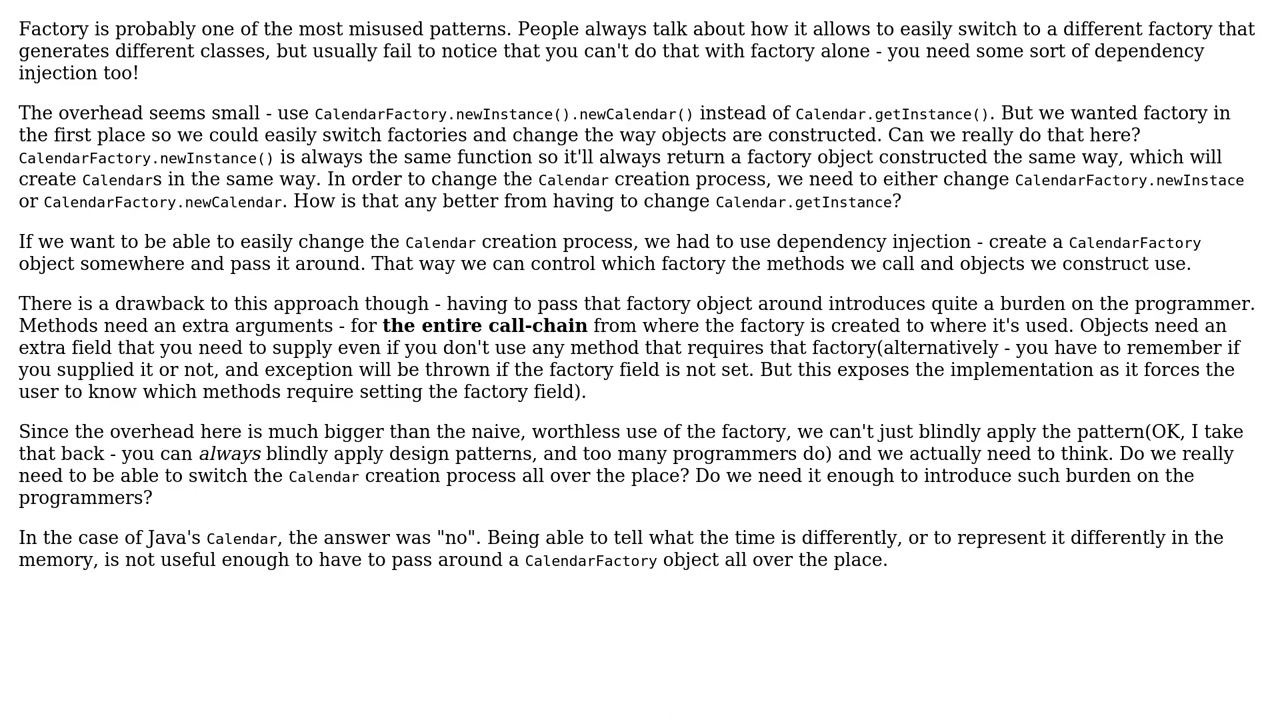 Factory is probably one of the most misused patterns. People always talk about how it allows to easily switch to a different factory that
generates different classes, but usually fail to notice that you can't do that with factory alone - you need some sort of dependency
injection too!
The overhead seems small - use CalendarFactory.newInstance().newCalendar() instead of Calendar.getInstance(). But we wanted factory in
the first place so we could easily switch factories and change the way objects are constructed. Can we really do that here?
CalendarFactory.newInstance() is always the same function so it'll always return a factory object constructed the same way, which will
create Calendars in the same way. In order to change the Calendar creation process, we need to either change CalendarFactory.newInstace
or CalendarFactory.newCalendar. How is that any better from having to change Calendar.getInstance?
If we want to be able to easily change the Calendar creation process, we had to use dependency injection - create a CalendarFactory
object somewhere and pass it around. That way we can control which factory the methods we call and objects we construct use.
There is a drawback to this approach though - having to pass that factory object around introduces quite a burden on the programmer.
Methods need an extra arguments - for the entire call-chain from where the factory is created to where it's used. Objects need an
extra field that you need to supply even if you don't use any method that requires that factory(alternatively - you have to remember if
you supplied it or not, and exception will be thrown if the factory field is not set. But this exposes the implementation as it forces the
user to know which methods require setting the factory field).
Since the overhead here is much bigger than the naive, worthless use of the factory, we can't just blindly apply the pattern(OK, I take
that back - you can always blindly apply design patterns, and too many programmers do) and we actually need to think. Do we really
need to be able to switch the Calendar creation process all over the place? Do we need it enough to introduce such burden on the
programmers?
In the case of Java's Calendar, the answer was "no". Being able to tell what the time is differently, or to represent it differently in the
memory, is not useful enough to have to pass around a CalendarFactory object all over the place.